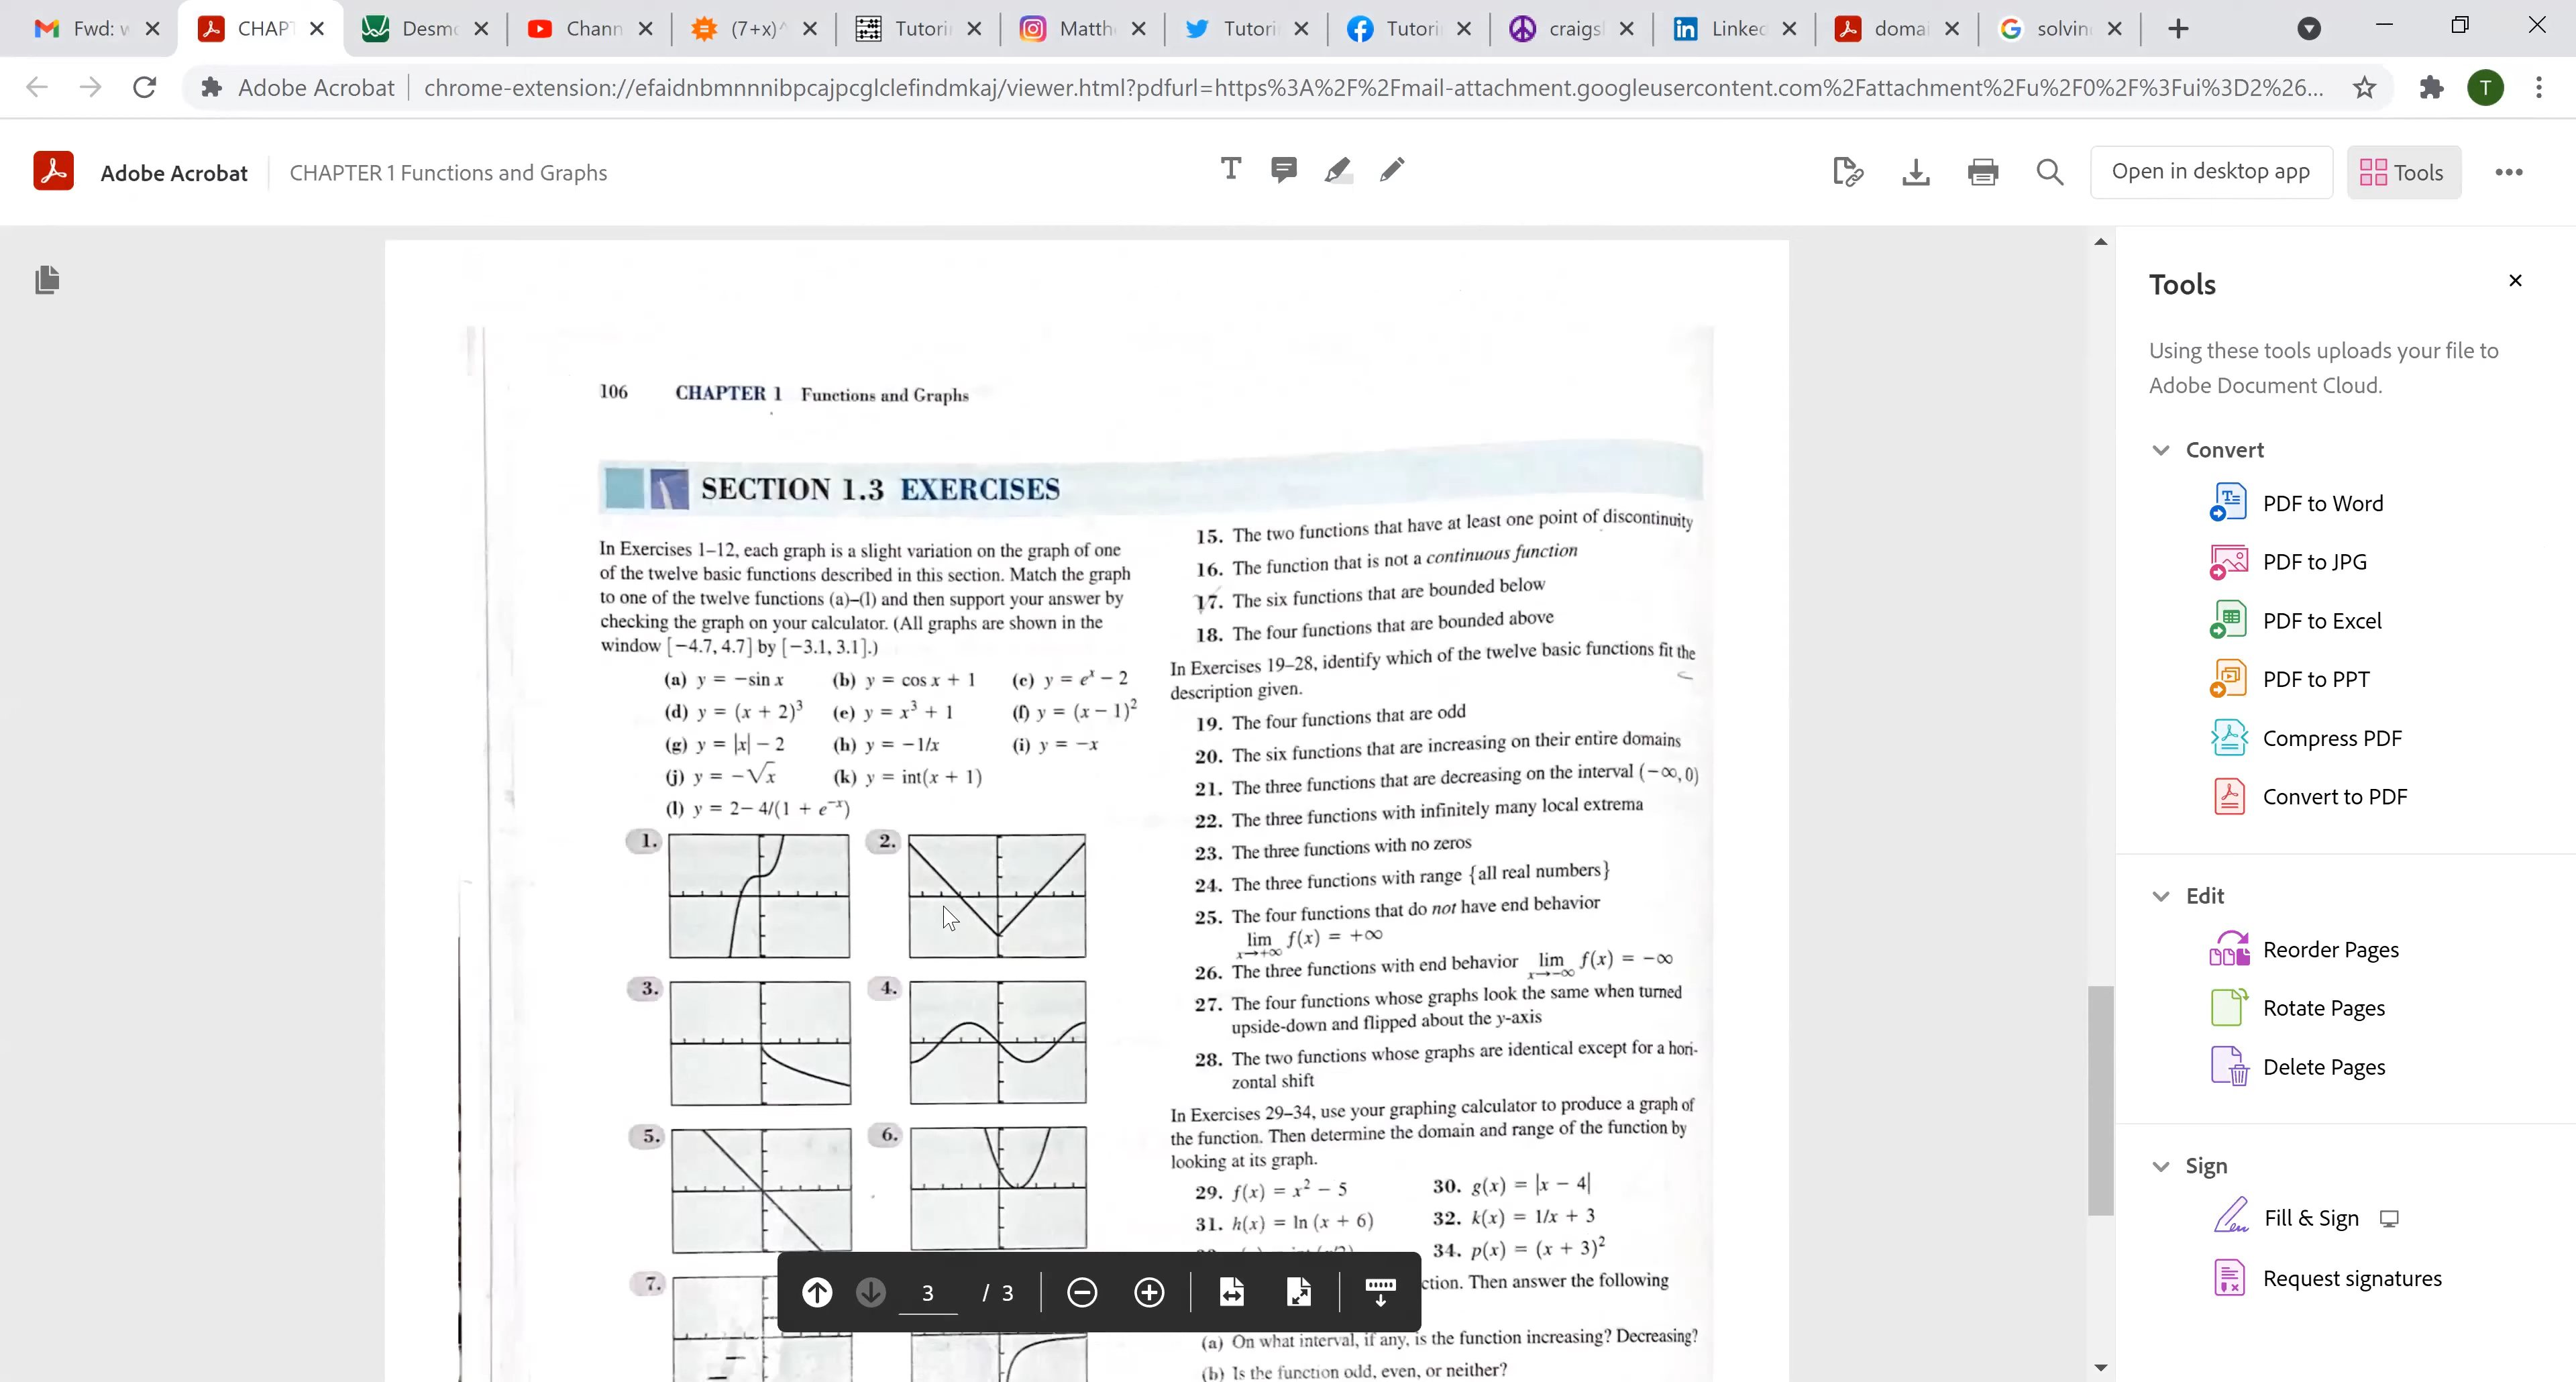 Fwd: w
CHAPT
Desmo
Chann
(7+x)^
Tutorin
Matth
Tutorin
Tutorin
craigsl
Linked
domai
solvin
Adobe Acrobat
chrome-extension://efaidnbmnnnibpcajpcglclefindmkaj/viewer.html?pdfurl=https%3A%2F%2Fmail-attachment.googleusercontent.com%2Fattachment%2Fu%2F0%2F%3Fui%3D2%26...
T
Adobe Acrobat
CHAPTER 1 Functions and Graphs
Open in desktop app
Tools
106 CHAPTER 1 Functions and Graphs
SECTION 1.3 EXERCISES
In Exercises 1–12, each graph is a slight variation on the graph of one
of the twelve basic functions described in this section. Match the graph
to one of the twelve functions (a)–(l) and then support your answer by
checking the graph on your calculator. (All graphs are shown in the
window [−4.7, 4.7] by [−3.1, 3.1].)
(a) y = −sin x (b) y = cos x + 1 (c) y = eˣ − 2
(d) y = (x + 2)³ (e) y = x³ + 1 (f) y = (x − 1)²
(g) y = |x| − 2 (h) y = −1/x (i) y = −x
(j) y = −√x (k) y = int(x + 1)
(l) y = 2− 4/(1 + e⁻ˣ)
1. 2.
3. 4.
5. 6.
7.
15. The two functions that have at least one point of discontinuity
16. The function that is not a continuous function
17. The six functions that are bounded below
18. The four functions that are bounded above
In Exercises 19–28, identify which of the twelve basic functions fit the
description given.
19. The four functions that are odd
20. The six functions that are increasing on their entire domains
21. The three functions that are decreasing on the interval (−∞, 0)
22. The three functions with infinitely many local extrema
23. The three functions with no zeros
24. The three functions with range {all real numbers}
25. The four functions that do not have end behavior
lim x→+∞ f(x) = +∞
26. The three functions with end behavior lim x→−∞ f(x) = −∞
27. The four functions whose graphs look the same when turned
upside-down and flipped about the y-axis
28. The two functions whose graphs are identical except for a hori-
zontal shift
In Exercises 29–34, use your graphing calculator to produce a graph of
the function. Then determine the domain and range of the function by
looking at its graph.
29. f(x) = x² − 5 30. g(x) = |x − 4|
31. h(x) = ln (x + 6) 32. k(x) = 1/x + 3
34. p(x) = (x + 3)²
ction. Then answer the following
(a) On what interval, if any, is the function increasing? Decreasing?
(b) Is the function odd, even, or neither?
3 / 3
Tools
Using these tools uploads your file to
Adobe Document Cloud.
Convert
PDF to Word
PDF to JPG
PDF to Excel
PDF to PPT
Compress PDF
Convert to PDF
Edit
Reorder Pages
Rotate Pages
Delete Pages
Sign
Fill & Sign
Request signatures